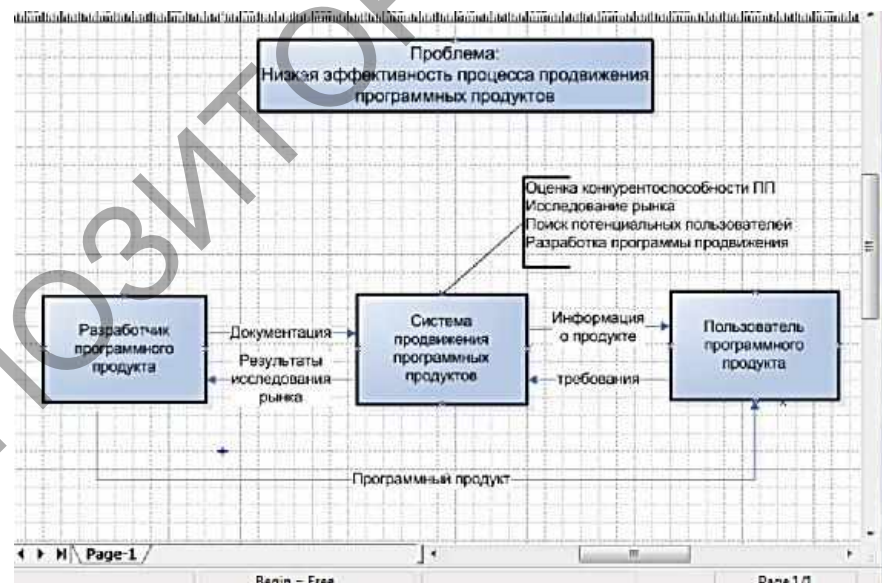 Проблема:
Низкая эффективность процесса продвижения
программных продуктов
Оценка конкурентоспособности ПП
Исследование рынка
Поиск потенциальных пользователей
Разработка программы продвижения
Разработчик
программного
продукта
Документация
Результаты
исследования
рынка
Система
продвижения
программных
продуктов
Информация
о продукте
требования
Пользователь
программного
продукта
Программный продукт
Page-1
Begin - Free
Page 1/1